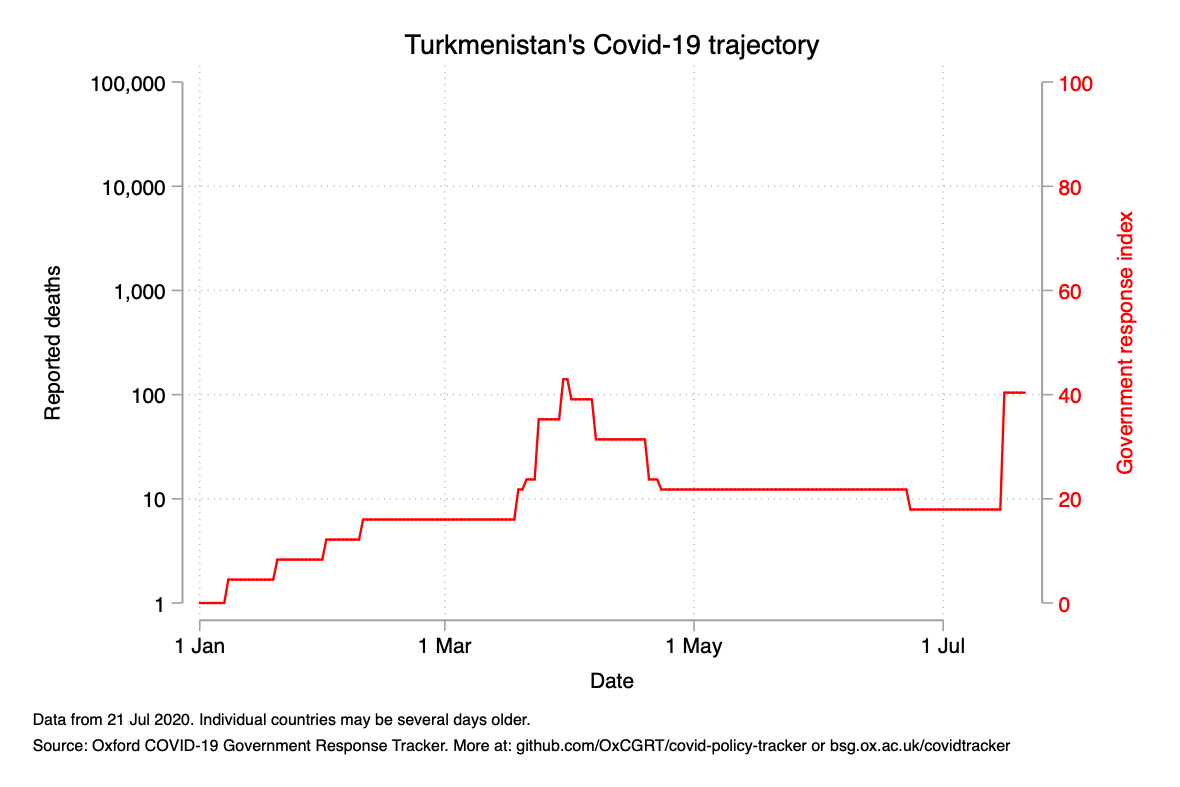 Turkmenistan's Covid-19 trajectory
100,000
10,000
1,000
100
10
1
Reported deaths
100
80
60
40
20
0
Government response index
1 Jan
1 Mar
1 May
1 Jul
Date
Data from 21 Jul 2020. Individual countries may be several days older.
Source: Oxford COVID-19 Government Response Tracker. More at: github.com/OxCGRT/covid-policy-tracker or bsg.ox.ac.uk/covidtracker